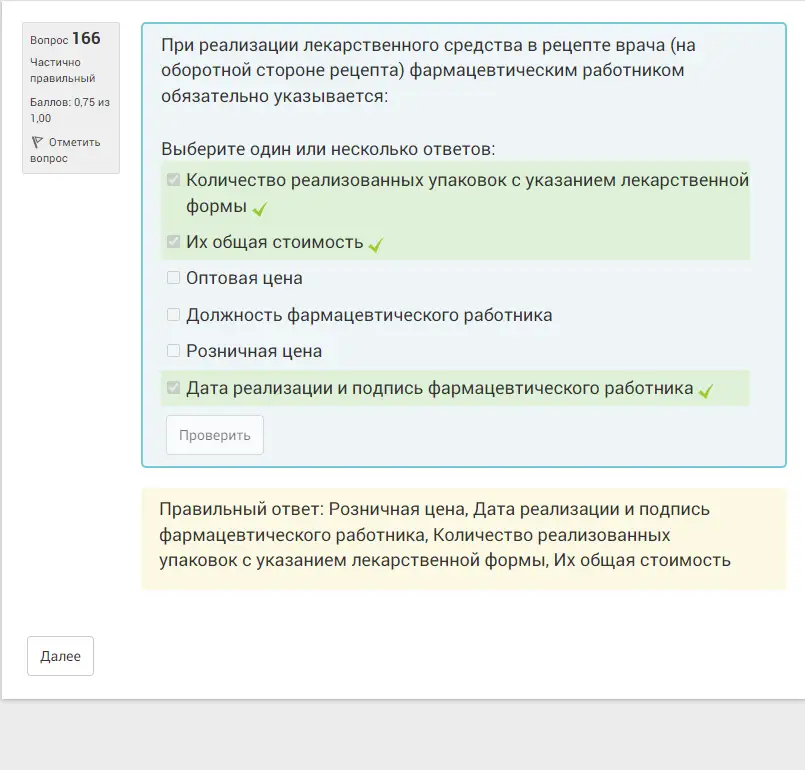 Вопрос 166
Частично
правильный
Баллов: 0,75 из
1,00
Отметить
вопрос
При реализации лекарственного средства в рецепте врача (на
оборотной стороне рецепта) фармацевтическим работником
обязательно указывается:
Выберите один или несколько ответов:
Количество реализованных упаковок с указанием лекарственной
формы
Их общая стоимость
Оптовая цена
Должность фармацевтического работника
Розничная цена
Дата реализации и подпись фармацевтического работника
Проверить
Правильный ответ: Розничная цена, Дата реализации и подпись
фармацевтического работника, Количество реализованных
упаковок с указанием лекарственной формы, Их общая стоимость
Далее